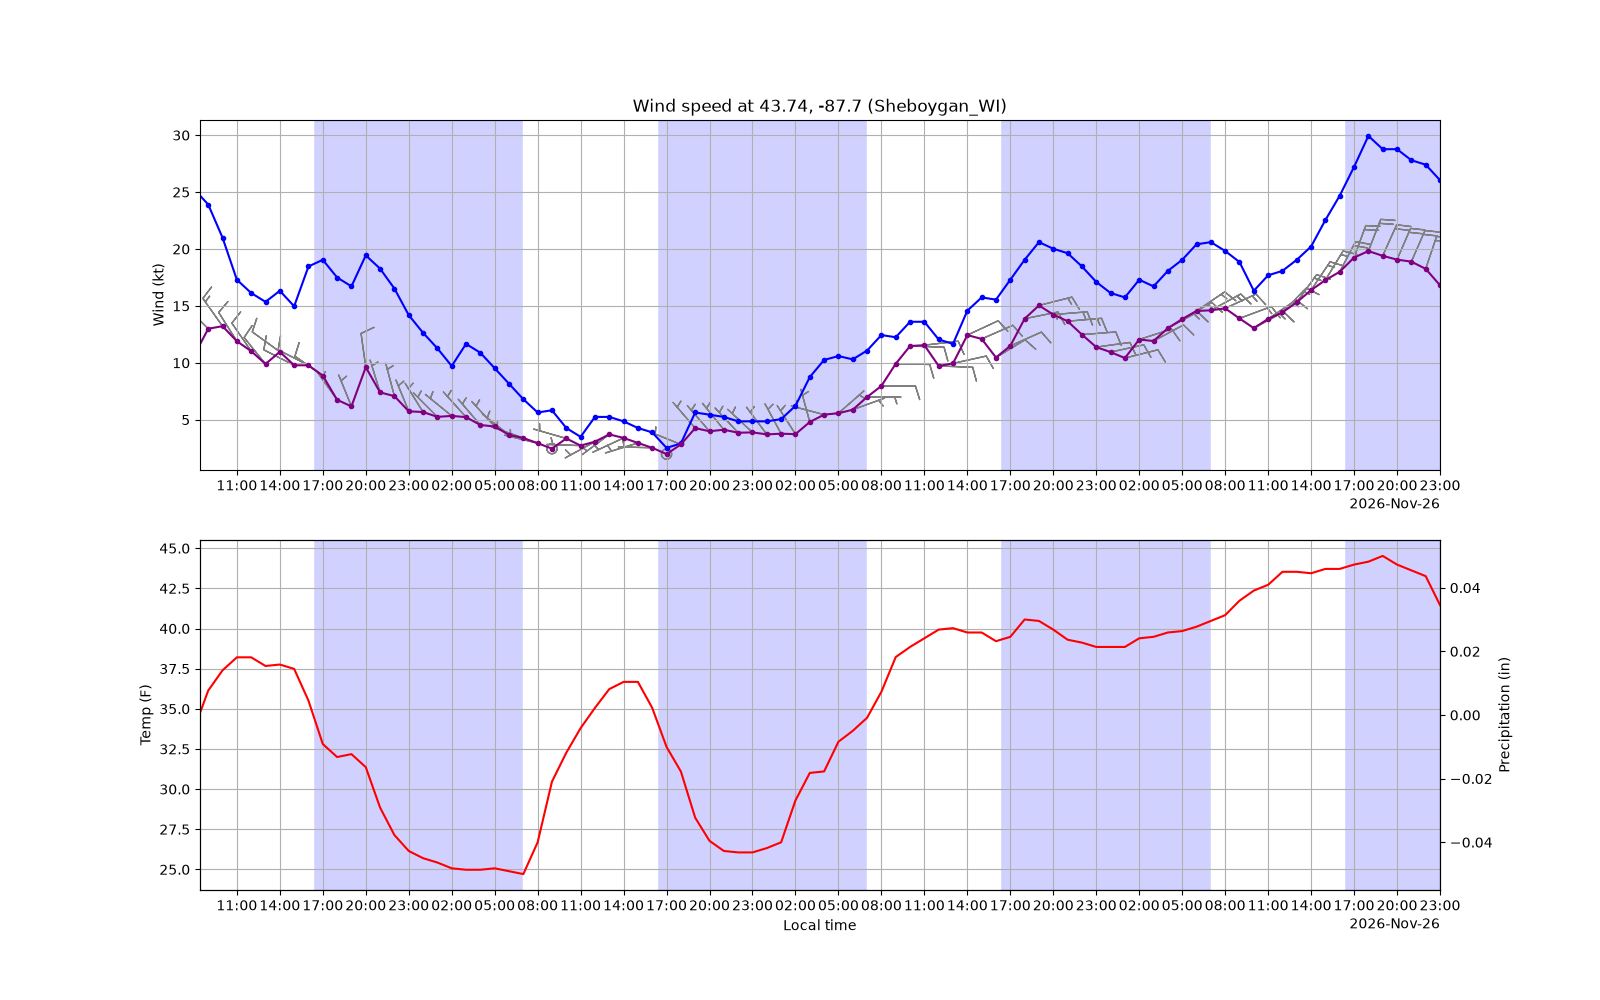 Wind speed at 43.74, -87.7 (Sheboygan_WI)
30
25
20
15
10
5
Wind (kt)
11:00 14:00 17:00 20:00 23:00 02:00 05:00 08:00 11:00 14:00 17:00 20:00 23:00 02:00 05:00 08:00 11:00 14:00 17:00 20:00 23:00 02:00 05:00 08:00 11:00 14:00 17:00 20:00 23:00
2026-Nov-26
45.0
42.5
40.0
37.5
35.0
32.5
30.0
27.5
25.0
Temp (F)
0.04
0.02
0.00
−0.02
−0.04
Precipitation (in)
11:00 14:00 17:00 20:00 23:00 02:00 05:00 08:00 11:00 14:00 17:00 20:00 23:00 02:00 05:00 08:00 11:00 14:00 17:00 20:00 23:00 02:00 05:00 08:00 11:00 14:00 17:00 20:00 23:00
Local time
2026-Nov-26